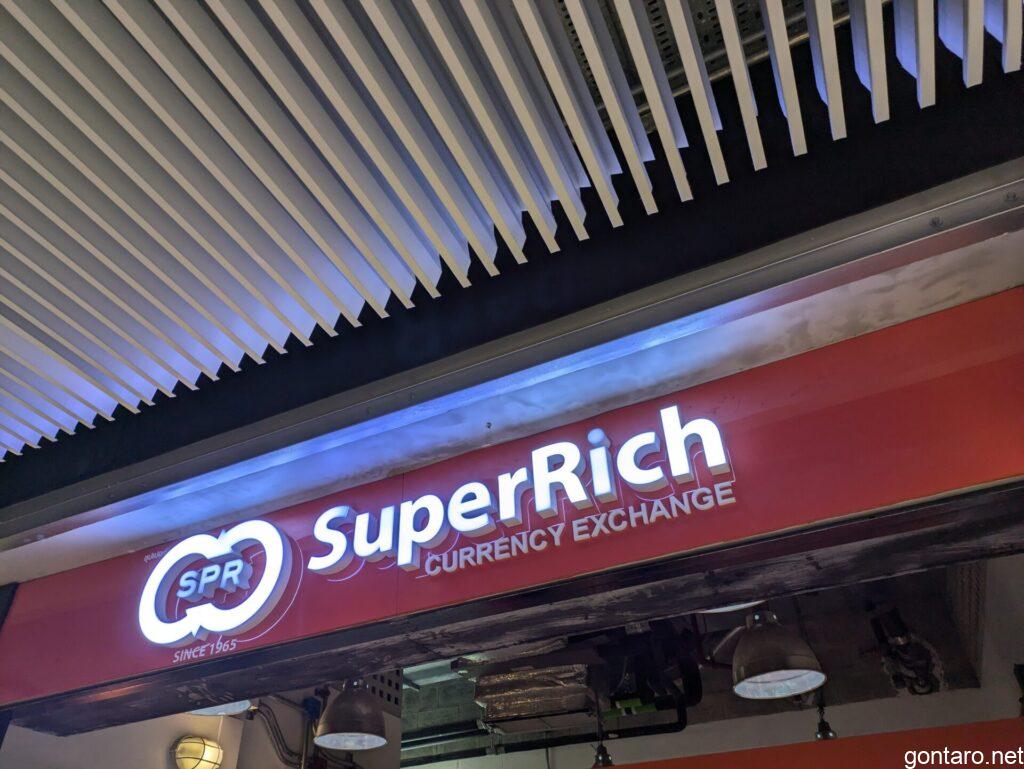 SuperRich
CURRENCY EXCHANGE
SPR
SINCE 1965
gontaro.net